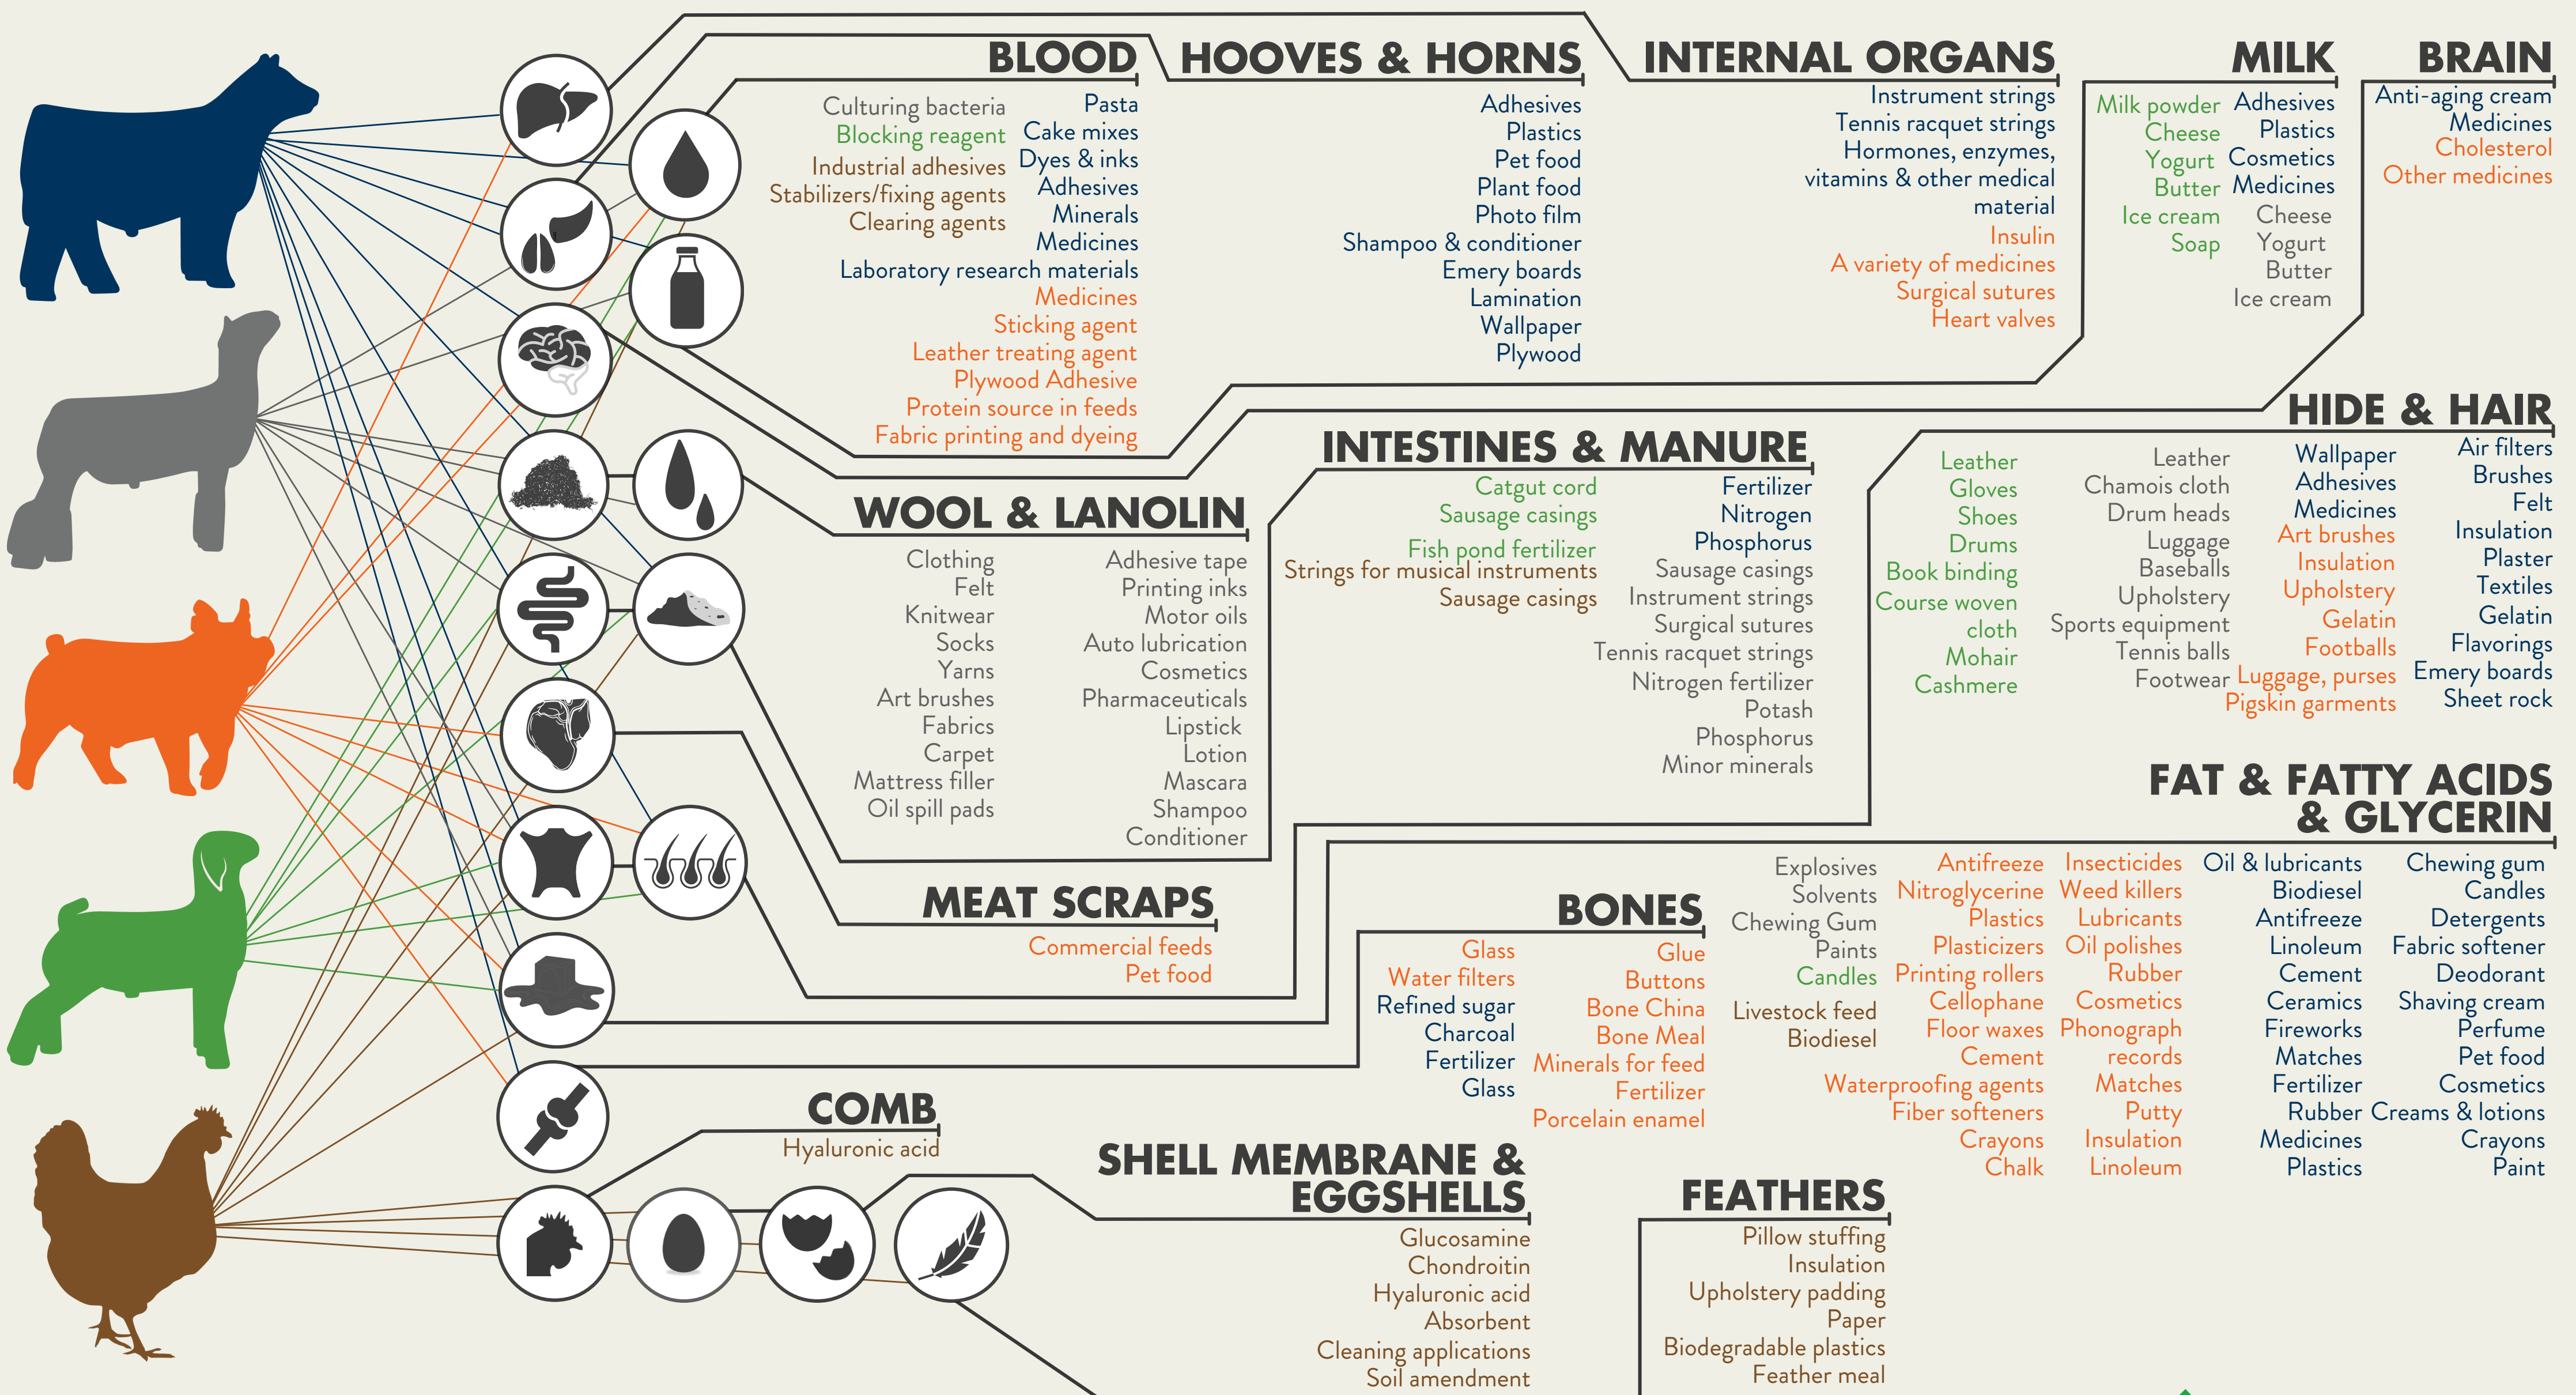 BLOOD
Culturing bacteria
Blocking reagent
Industrial adhesives
Stabilizers/fixing agents
Clearing agents
Pasta
Cake mixes
Dyes & inks
Adhesives
Minerals
Medicines
Laboratory research materials
Medicines
Sticking agent
Leather treating agent
Plywood Adhesive
Protein source in feeds
Fabric printing and dyeing
HOOVES & HORNS
Adhesives
Plastics
Pet food
Plant food
Photo film
Shampoo & conditioner
Emery boards
Lamination
Wallpaper
Plywood
INTERNAL ORGANS
Instrument strings
Tennis racquet strings
Hormones, enzymes,
vitamins & other medical
material
Insulin
A variety of medicines
Surgical sutures
Heart valves
MILK
Milk powder
Cheese
Yogurt
Butter
Ice cream
Soap
Adhesives
Plastics
Cosmetics
Medicines
Cheese
Yogurt
Butter
Ice cream
BRAIN
Anti-aging cream
Medicines
Cholesterol
Other medicines
WOOL & LANOLIN
Clothing
Felt
Knitwear
Socks
Yarns
Art brushes
Fabrics
Carpet
Mattress filler
Oil spill pads
Adhesive tape
Printing inks
Motor oils
Auto lubrication
Cosmetics
Pharmaceuticals
Lipstick
Lotion
Mascara
Shampoo
Conditioner
INTESTINES & MANURE
Catgut cord
Sausage casings
Fish pond fertilizer
Strings for musical instruments
Sausage casings
Fertilizer
Nitrogen
Phosphorus
Sausage casings
Instrument strings
Surgical sutures
Tennis racquet strings
Nitrogen fertilizer
Potash
Phosphorus
Minor minerals
HIDE & HAIR
Leather
Gloves
Shoes
Drums
Book binding
Course woven
cloth
Mohair
Cashmere
Leather
Chamois cloth
Drum heads
Luggage
Baseballs
Upholstery
Sports equipment
Tennis balls
Footwear
Wallpaper
Adhesives
Medicines
Art brushes
Insulation
Upholstery
Gelatin
Footballs
Luggage, purses
Pigskin garments
Air filters
Brushes
Felt
Insulation
Plaster
Textiles
Gelatin
Flavorings
Emery boards
Sheet rock
MEAT SCRAPS
Commercial feeds
Pet food
BONES
Glass
Water filters
Refined sugar
Charcoal
Fertilizer
Glass
Glue
Buttons
Bone China
Bone Meal
Minerals for feed
Fertilizer
Porcelain enamel
FAT & FATTY ACIDS
& GLYCERIN
Explosives
Solvents
Chewing Gum
Paints
Candles
Livestock feed
Biodiesel
Antifreeze
Nitroglycerine
Plastics
Plasticizers
Printing rollers
Cellophane
Floor waxes
Cement
Waterproofing agents
Fiber softeners
Crayons
Chalk
Insecticides
Weed killers
Lubricants
Oil polishes
Rubber
Cosmetics
Phonograph
records
Matches
Putty
Insulation
Linoleum
Oil & lubricants
Biodiesel
Antifreeze
Linoleum
Cement
Ceramics
Fireworks
Matches
Fertilizer
Rubber
Medicines
Plastics
Chewing gum
Candles
Detergents
Fabric softener
Deodorant
Shaving cream
Perfume
Pet food
Cosmetics
Creams & lotions
Crayons
Paint
COMB
Hyaluronic acid
SHELL MEMBRANE &
EGGSHELLS
Glucosamine
Chondroitin
Hyaluronic acid
Absorbent
Cleaning applications
Soil amendment
FEATHERS
Pillow stuffing
Insulation
Upholstery padding
Paper
Biodegradable plastics
Feather meal